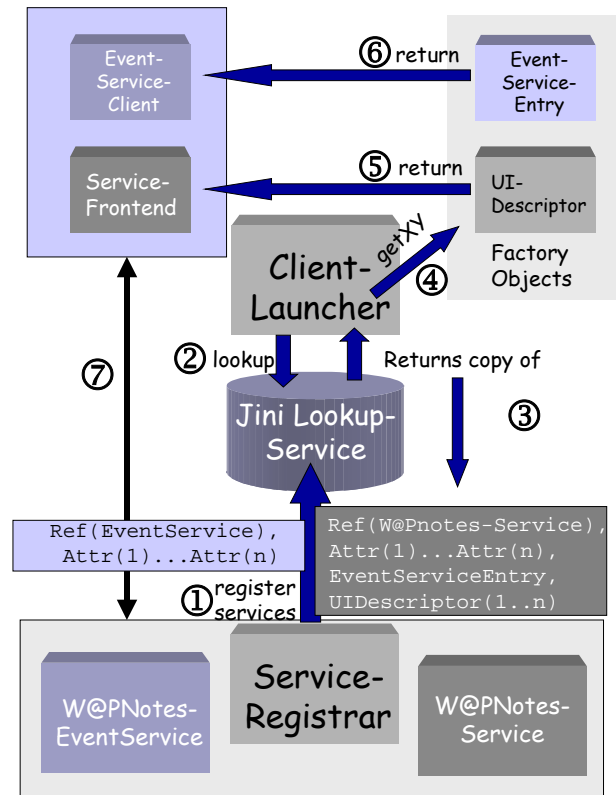 Event-
Service-
Client
⑥ return
Event-
Service-
Entry
Service-
Frontend
⑤ return
UI-
Descriptor
getXY
④
Factory
Objects
Client-
Launcher
⑦
② lookup
Returns copy of
③
Jini Lookup-
Service
Ref(EventService),
Attr(1)...Attr(n)
Ref(W@Pnotes-Service),
Attr(1)...Attr(n),
EventServiceEntry,
UIDescriptor(1..n)
① register
services
W@PNotes-
EventService
Service-
Registrar
W@PNotes-
Service